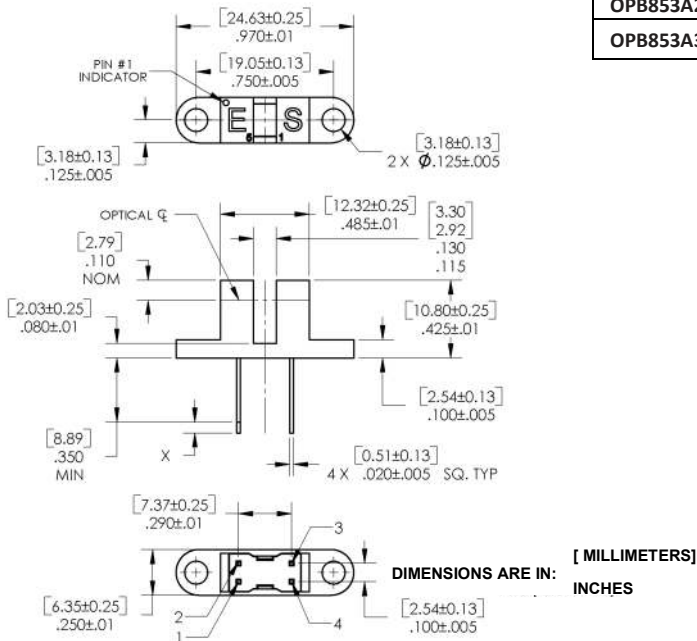 OPB853A2
OPB853A3
[24.63±0.25]
.970±.01
[19.05±0.13]
.750±.005
PIN #1
INDICATOR
E S
6 1
[3.18±0.13]
.125±.005
[3.18±0.13]
2 X Ø.125±.005
OPTICAL ℄
[12.32±0.25]
.485±.01
[3.30
2.92]
.130
.115
[2.79]
.110
NOM
[2.03±0.25]
.080±.01
[10.80±0.25]
.425±.01
[2.54±0.13]
.100±.005
[8.89]
.350
MIN
X
[0.51±0.13]
4 X .020±.005 SQ. TYP
[7.37±0.25]
.290±.01
3
[ MILLIMETERS]
DIMENSIONS ARE IN:
INCHES
[6.35±0.25]
.250±.01
2
1
4
[2.54±0.13]
.100±.005